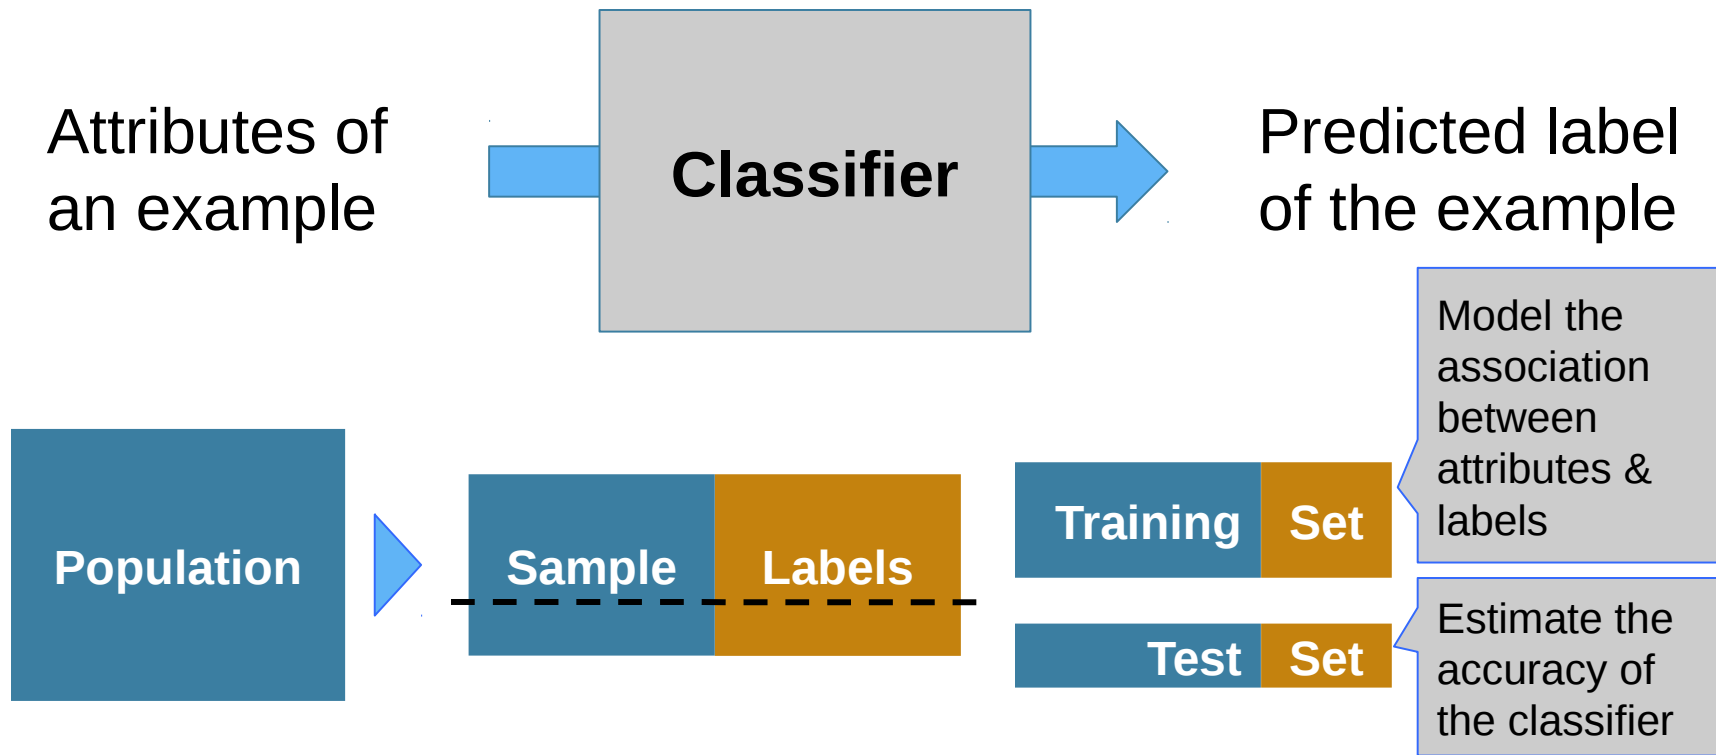 Attributes of
an example
Classifier
Predicted label
of the example
Population
Sample
Labels
Training Set
Test Set
Model the
association
between
attributes &
labels
Estimate the
accuracy of
the classifier